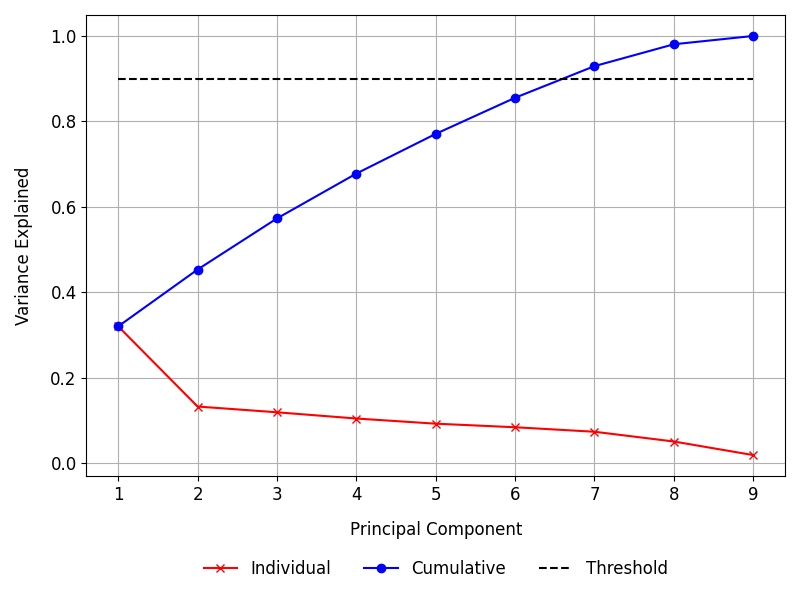 1.0
0.8
0.6
0.4
0.2
0.0
Variance Explained
1 2 3 4 5 6 7 8 9
Principal Component
Individual Cumulative Threshold